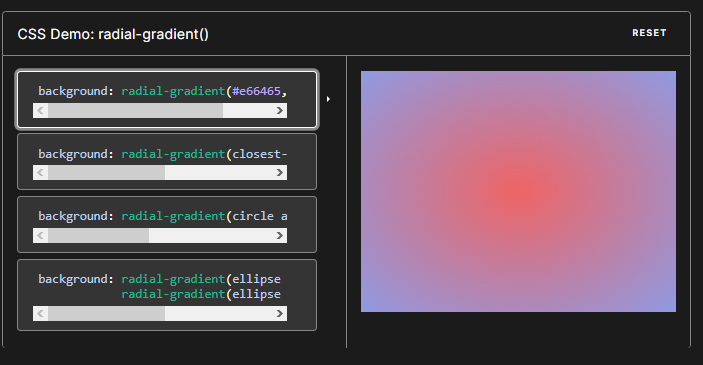 CSS Demo: radial-gradient()
RESET
background: radial-gradient(#e66465,
background: radial-gradient(closest-
background: radial-gradient(circle a
background: radial-gradient(ellipse
radial-gradient(ellipse